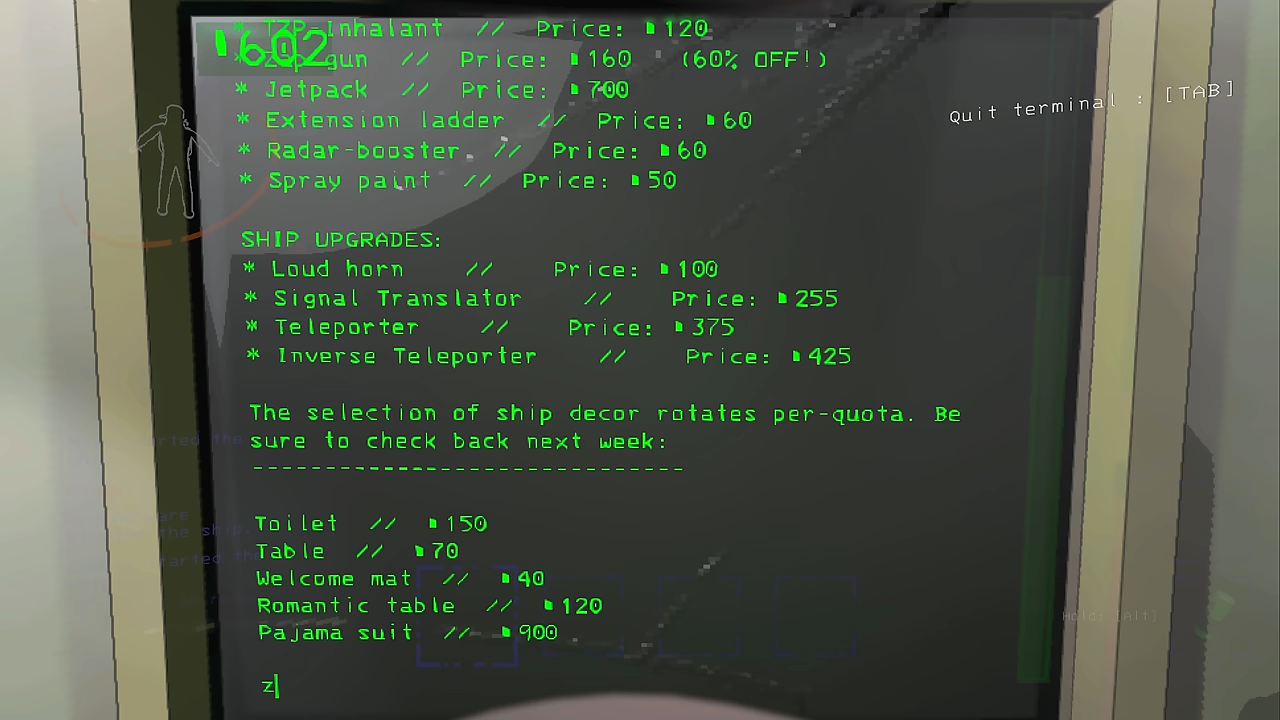 * TZP-Inhalant // Price: ▮120
▮602
* Zap gun // Price: ▮160 (60% OFF!)
* Jetpack // Price: ▮700
Quit terminal : [TAB]
* Extension ladder // Price: ▮60
* Radar-booster // Price: ▮60
* Spray paint // Price: ▮50
SHIP UPGRADES:
* Loud horn // Price: ▮100
* Signal Translator // Price: ▮255
* Teleporter // Price: ▮375
* Inverse Teleporter // Price: ▮425
The selection of ship decor rotates per-quota. Be
sure to check back next week:
---------------------------------
Toilet // ▮150
Table // ▮70
Welcome mat // ▮40
Romantic table // ▮120
Pajama suit // ▮900
Hold: [Alt]
z